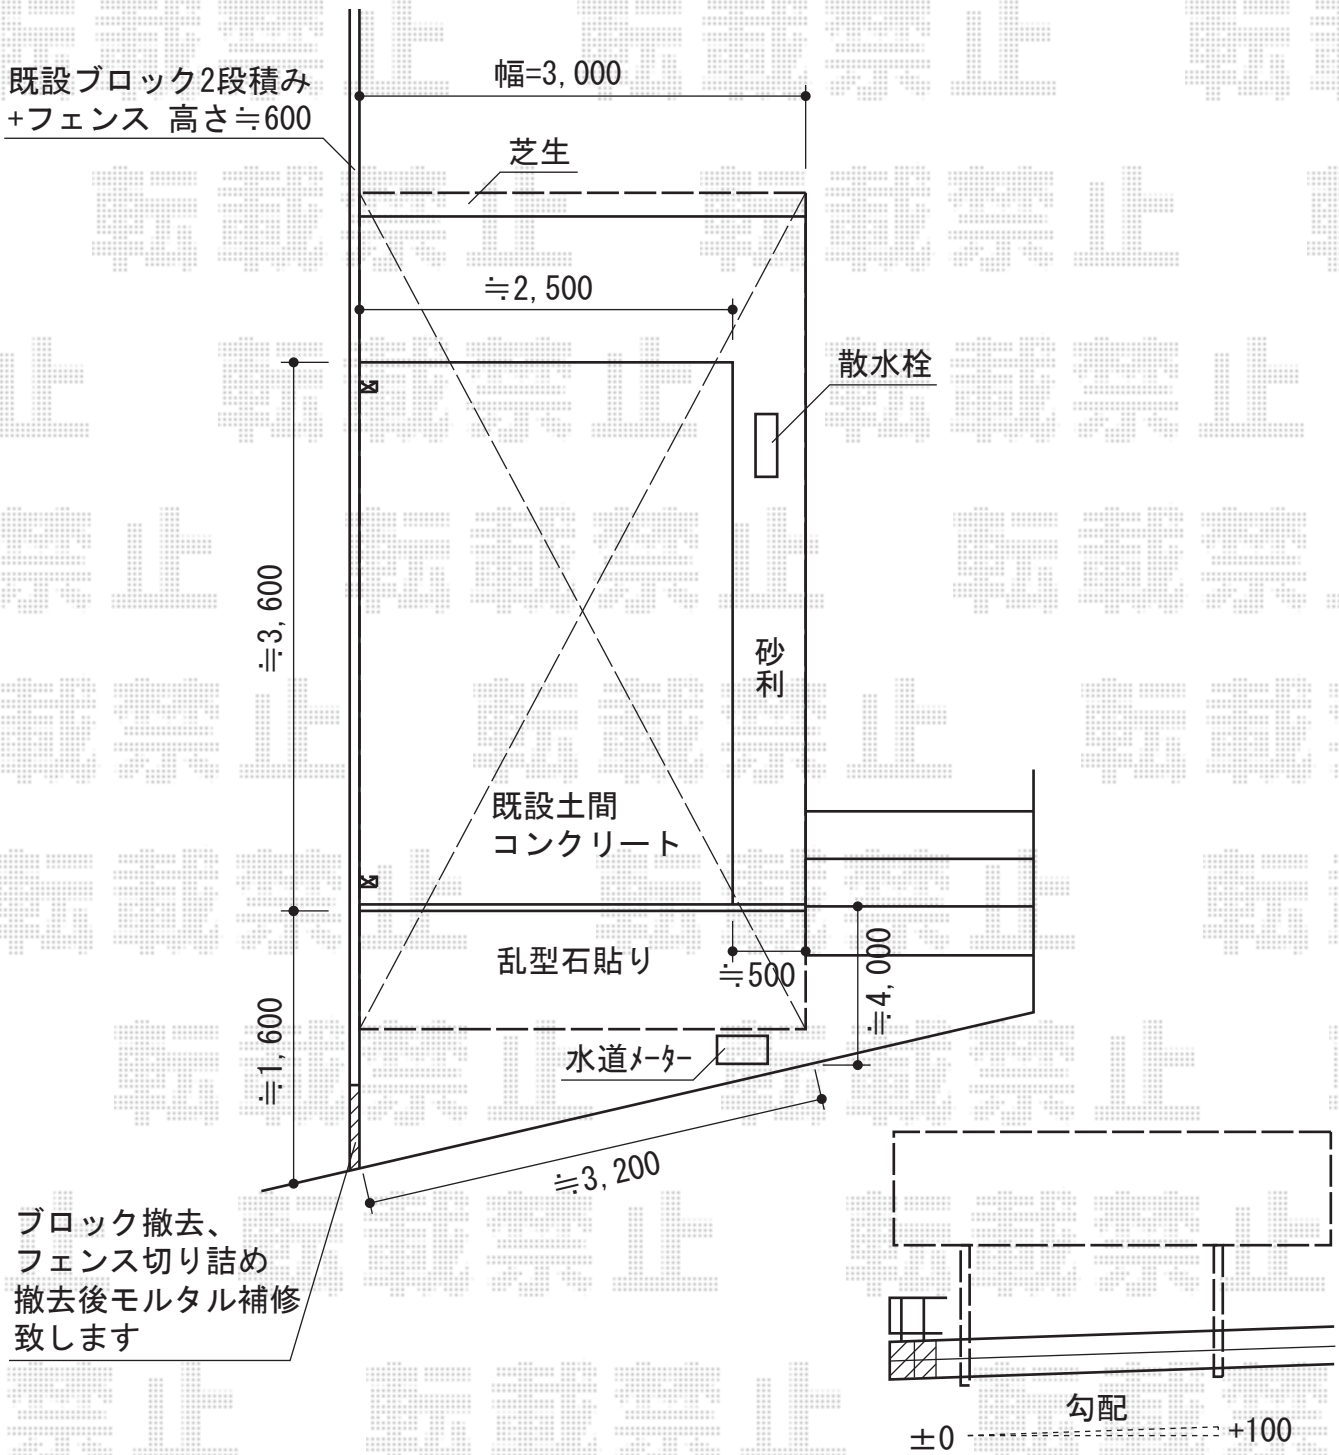 既設ブロック2段積み
+フェンス 高さ≒600
幅=3,000
芝生
≒2,500
散水栓
≒3,600
砂利
既設土間
コンクリート
乱型石貼り
≒500
≒4,000
≒1,600
水道メーター
≒3,200
ブロック撤去、
フェンス切り詰め
撤去後モルタル補修
致します
勾配
±0
+100
転載禁止